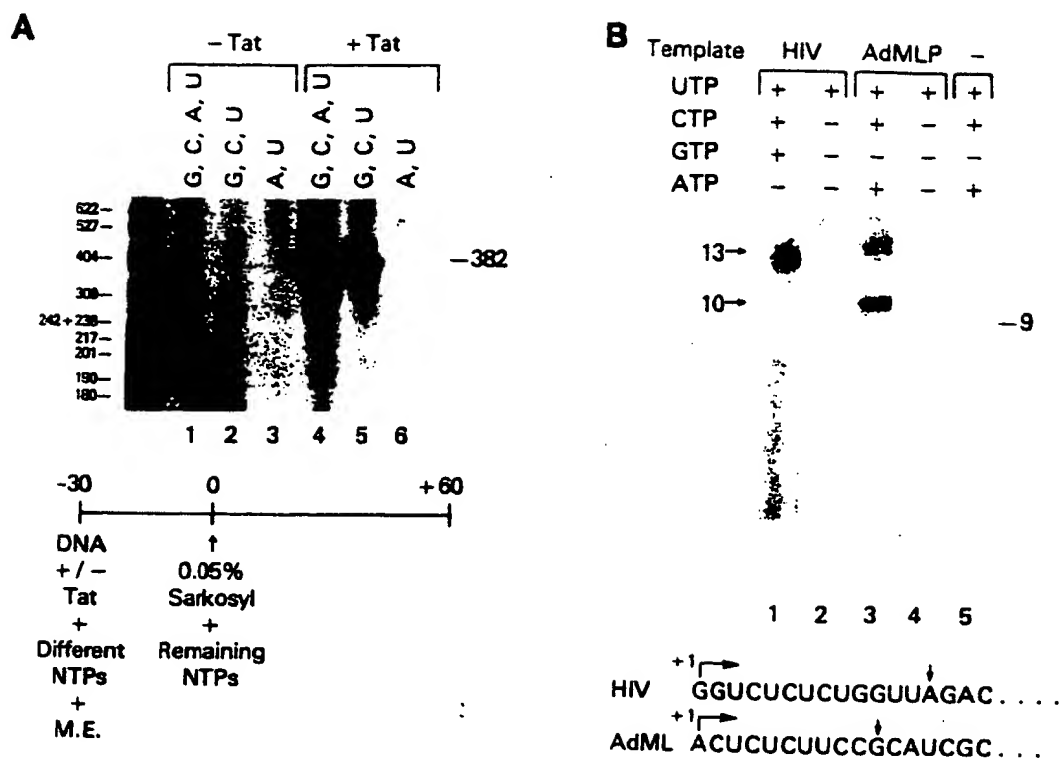 A
– Tat + Tat
G, C, A, U
G, C, U
A, U
G, C, A, U
G, C, U
A, U
622–
527–
404–
309–
242 + 238–
217–
201–
190–
180–
–382
1 2 3 4 5 6
-30 0 +60
DNA
+ / –
Tat
+
Different
NTPs
+
M.E.
↑
0.05%
Sarkosyl
+
Remaining
NTPs
B
Template HIV AdMLP –
UTP + + + + +
CTP + – + – +
GTP + – – – –
ATP – – + – +
13→
10→
–9
1 2 3 4 5
+1
HIV GGUCUCUCUGGUUAGAC....
+1
AdML ACUCUCUUCCGCAUCGC....